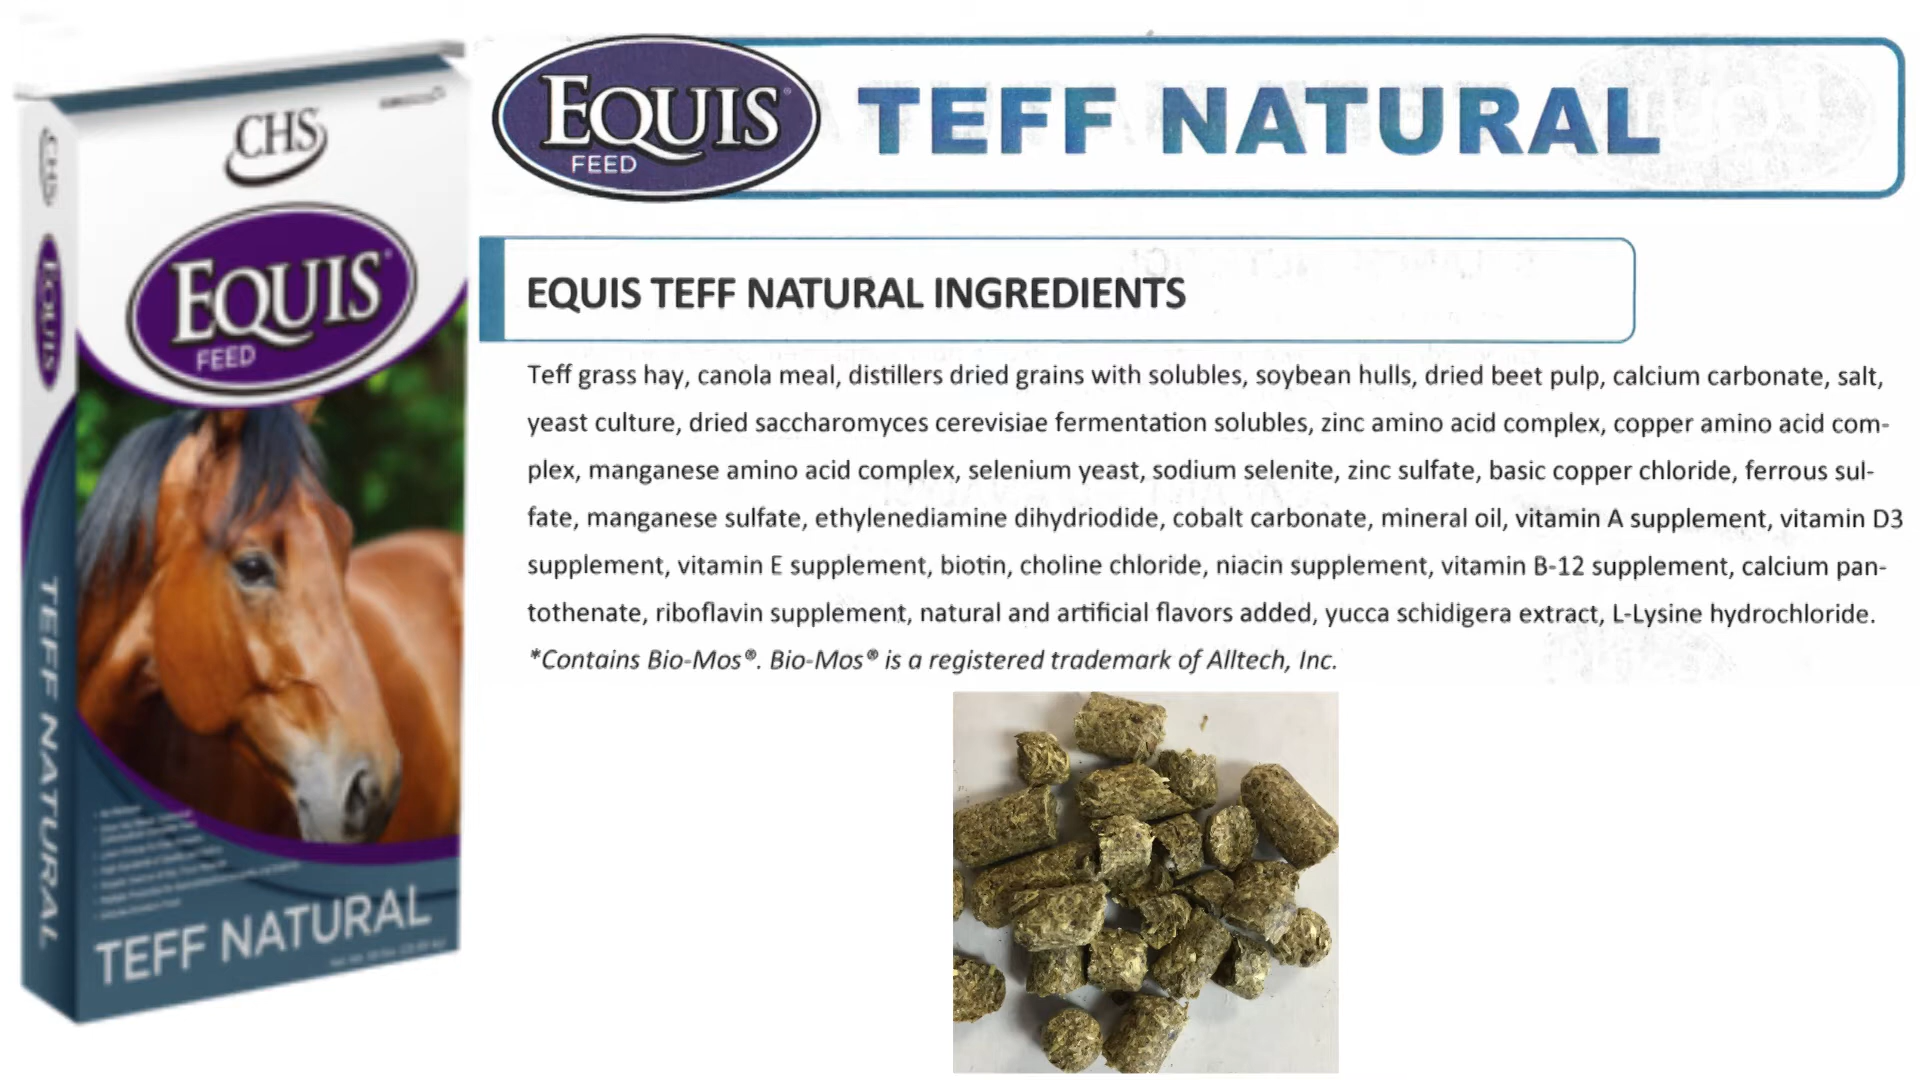 CHS
EQUIS®
FEED
TEFF NATURAL
CHS
EQUIS
TEFF NATURAL
EQUIS®
FEED
TEFF NATURAL
EQUIS TEFF NATURAL INGREDIENTS
Teff grass hay, canola meal, distillers dried grains with solubles, soybean hulls, dried beet pulp, calcium carbonate, salt,
yeast culture, dried saccharomyces cerevisiae fermentation solubles, zinc amino acid complex, copper amino acid com-
plex, manganese amino acid complex, selenium yeast, sodium selenite, zinc sulfate, basic copper chloride, ferrous sul-
fate, manganese sulfate, ethylenediamine dihydriodide, cobalt carbonate, mineral oil, vitamin A supplement, vitamin D3
supplement, vitamin E supplement, biotin, choline chloride, niacin supplement, vitamin B-12 supplement, calcium pan-
tothenate, riboflavin supplement, natural and artificial flavors added, yucca schidigera extract, L-Lysine hydrochloride.
*Contains Bio-Mos®. Bio-Mos® is a registered trademark of Alltech, Inc.